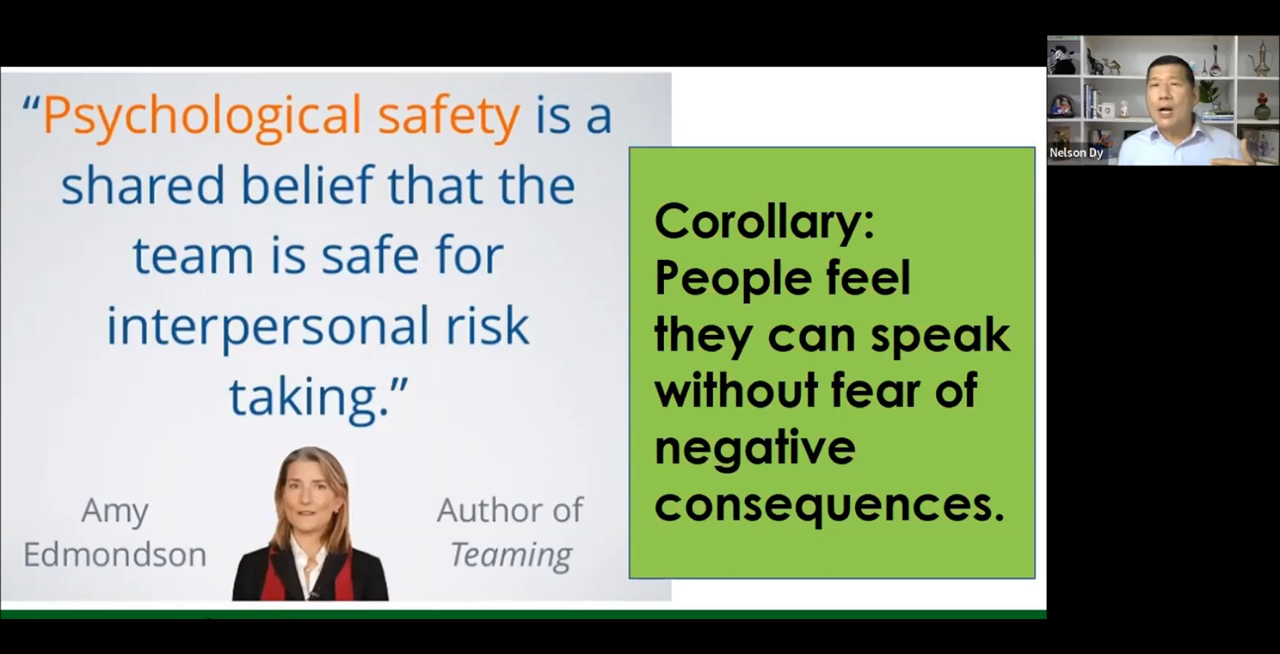 “Psychological safety is a
shared belief that the
team is safe for
interpersonal risk
taking.”
Amy
Edmondson
Author of
Teaming
Corollary:
People feel
they can speak
without fear of
negative
consequences.
Nelson Dy